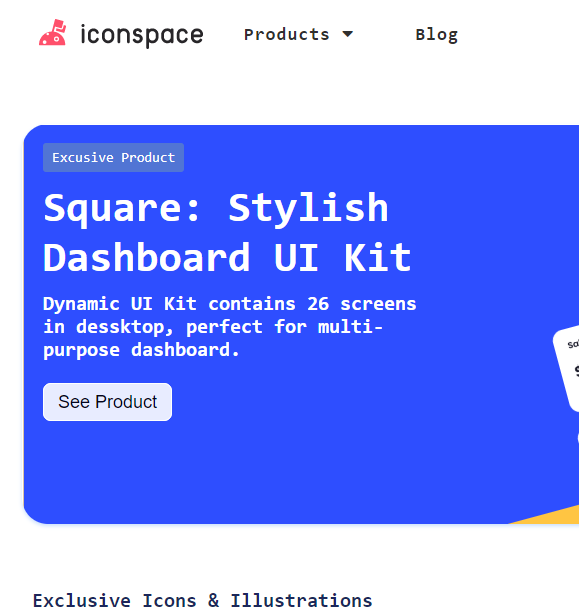 iconspace Products Blog
Excusive Product
Square: Stylish
Dashboard UI Kit
Dynamic UI Kit contains 26 screens
in dessktop, perfect for multi-
purpose dashboard.
See Product
Exclusive Icons & Illustrations